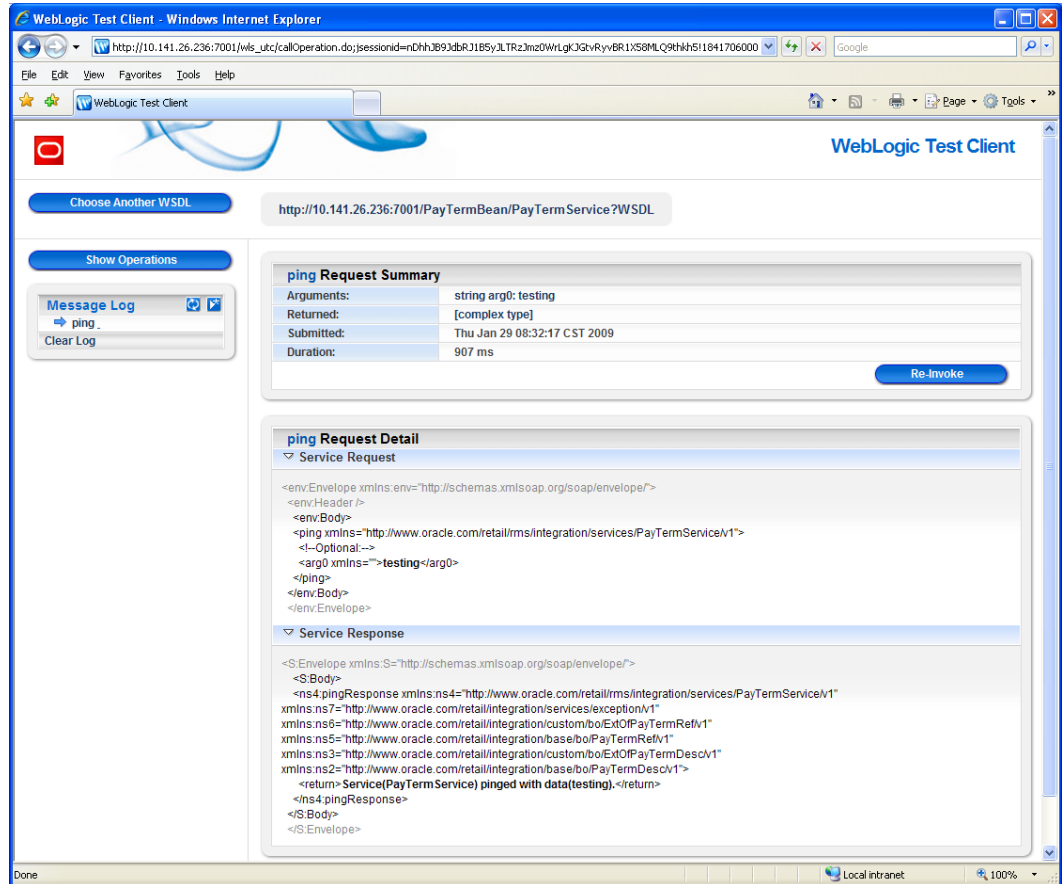 WebLogic Test Client - Windows Internet Explorer
http://10.141.26.236:7001/wls_utc/callOperation.do;jsessionid=nDhhJB9JdbRJ1B5yJLTRzJmz0WrLgKJGtvRyvBR1X58MLQ9thkh5!1841706000
Google
File Edit View Favorites Tools Help
WebLogic Test Client
Page Tools »
WebLogic Test Client
Choose Another WSDL
http://10.141.26.236:7001/PayTermBean/PayTermService?WSDL
Show Operations
Message Log
ping
Clear Log
ping Request Summary
Arguments: string arg0: testing
Returned: [complex type]
Submitted: Thu Jan 29 08:32:17 CST 2009
Duration: 907 ms
Re-Invoke
ping Request Detail
Service Request
<env:Envelope xmlns:env="http://schemas.xmlsoap.org/soap/envelope/">
<env:Header />
<env:Body>
<ping xmlns="http://www.oracle.com/retail/rms/integration/services/PayTermService/v1">
<!--Optional:-->
<arg0 xmlns="">testing</arg0>
</ping>
</env:Body>
</env:Envelope>
Service Response
<S:Envelope xmlns:S="http://schemas.xmlsoap.org/soap/envelope/">
<S:Body>
<ns4:pingResponse xmlns:ns4="http://www.oracle.com/retail/rms/integration/services/PayTermService/v1"
xmlns:ns7="http://www.oracle.com/retail/integration/services/exception/v1"
xmlns:ns6="http://www.oracle.com/retail/integration/custom/bo/ExtOfPayTermRef/v1"
xmlns:ns5="http://www.oracle.com/retail/integration/base/bo/PayTermRef/v1"
xmlns:ns3="http://www.oracle.com/retail/integration/custom/bo/ExtOfPayTermDesc/v1"
xmlns:ns2="http://www.oracle.com/retail/integration/base/bo/PayTermDesc/v1">
<return>Service(PayTermService) pinged with data(testing).</return>
</ns4:pingResponse>
</S:Body>
</S:Envelope>
Done
Local intranet
100%